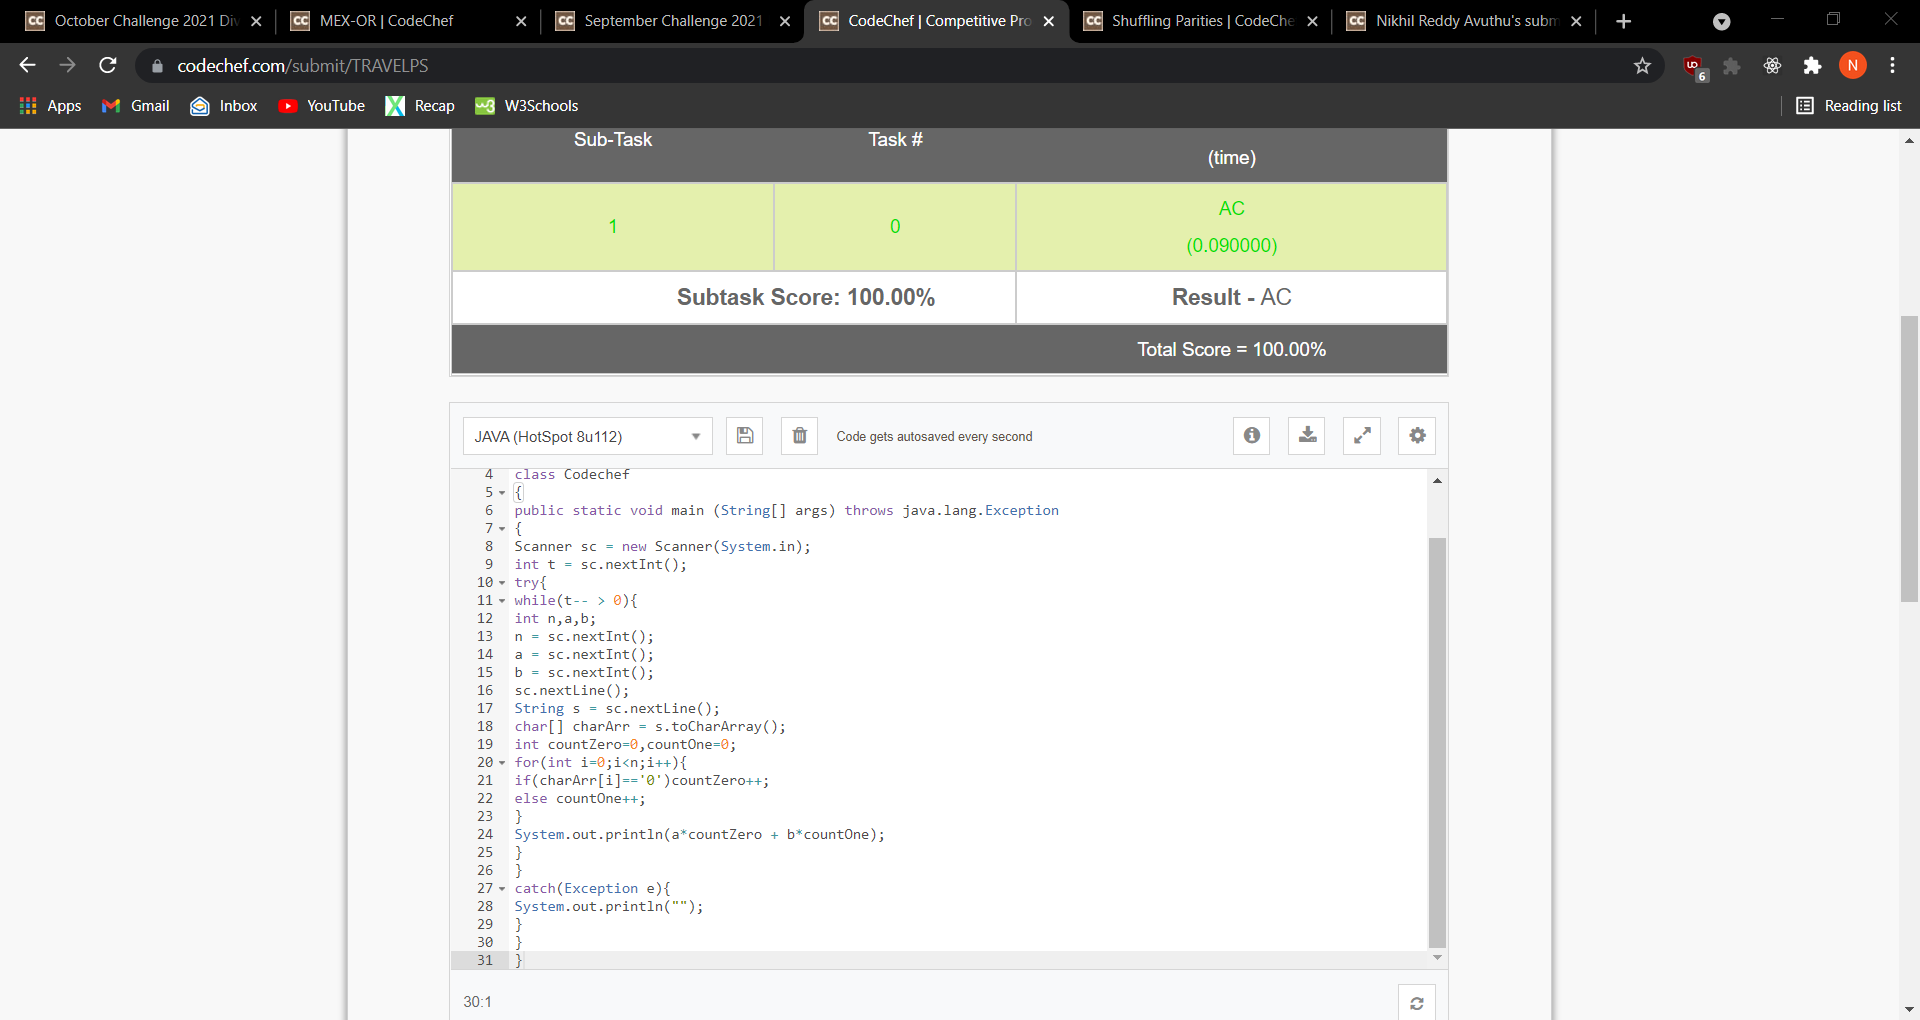 October Challenge 2021 Div
MEX-OR | CodeChef
September Challenge 2021
CodeChef | Competitive Pro
Shuffling Parities | CodeChe
Nikhil Reddy Avuthu's subm
codechef.com/submit/TRAVELPS
6
N
Apps
Gmail
Inbox
YouTube
Recap
W3Schools
Reading list
Sub-Task
Task #
(time)
1
0
AC
(0.090000)
Subtask Score: 100.00%
Result - AC
Total Score = 100.00%
JAVA (HotSpot 8u112)
Code gets autosaved every second
4 class Codechef
5 {
6 public static void main (String[] args) throws java.lang.Exception
7 {
8 Scanner sc = new Scanner(System.in);
9 int t = sc.nextInt();
10 try{
11 while(t-- > 0){
12 int n,a,b;
13 n = sc.nextInt();
14 a = sc.nextInt();
15 b = sc.nextInt();
16 sc.nextLine();
17 String s = sc.nextLine();
18 char[] charArr = s.toCharArray();
19 int countZero=0,countOne=0;
20 for(int i=0;i<n;i++){
21 if(charArr[i]=='0')countZero++;
22 else countOne++;
23 }
24 System.out.println(a*countZero + b*countOne);
25 }
26 }
27 catch(Exception e){
28 System.out.println("");
29 }
30 }
31 }
30:1